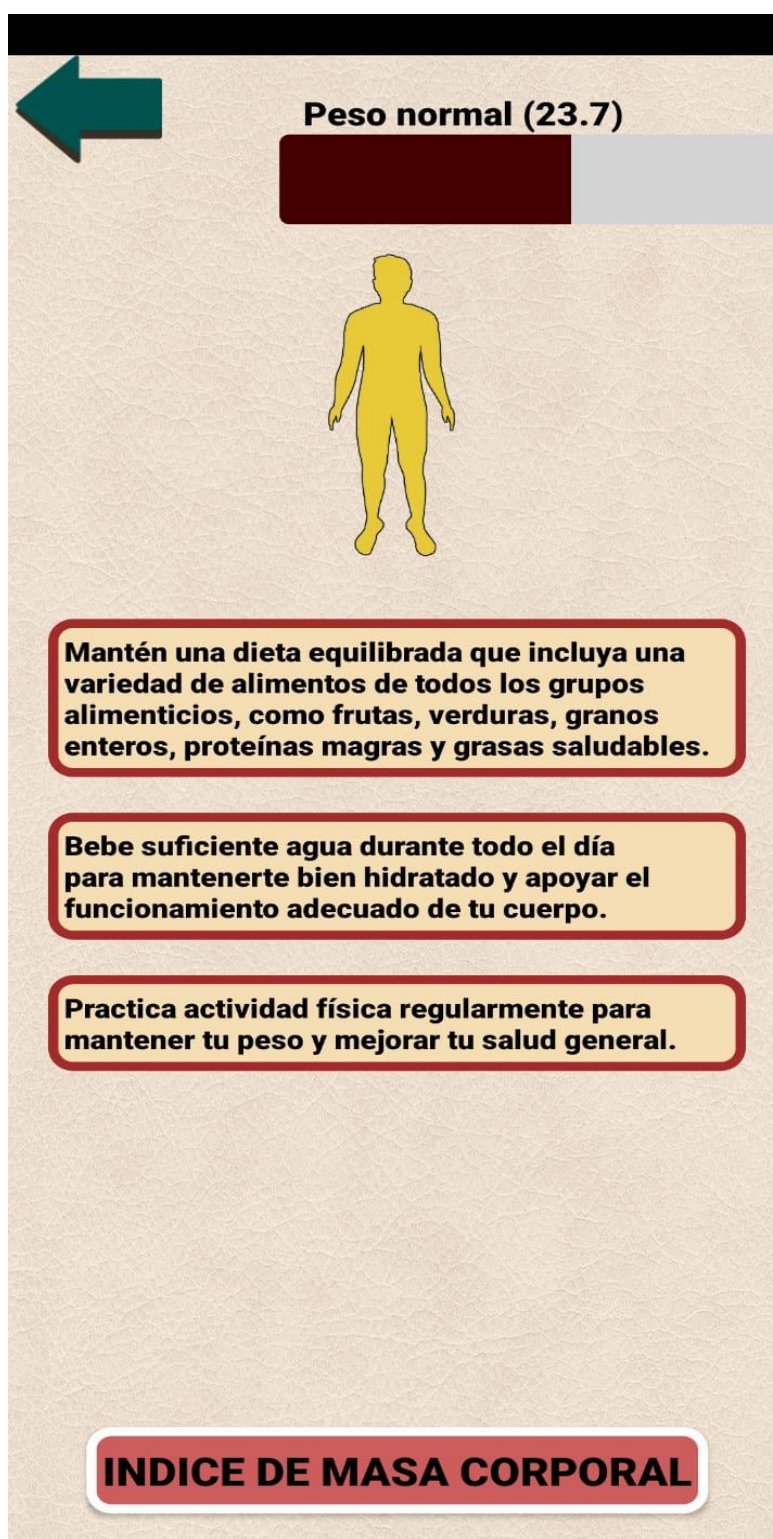 Peso normal (23.7)
Mantén una dieta equilibrada que incluya una
variedad de alimentos de todos los grupos
alimenticios, como frutas, verduras, granos
enteros, proteínas magras y grasas saludables.
Bebe suficiente agua durante todo el día
para mantenerte bien hidratado y apoyar el
funcionamiento adecuado de tu cuerpo.
Practica actividad física regularmente para
mantener tu peso y mejorar tu salud general.
INDICE DE MASA CORPORAL